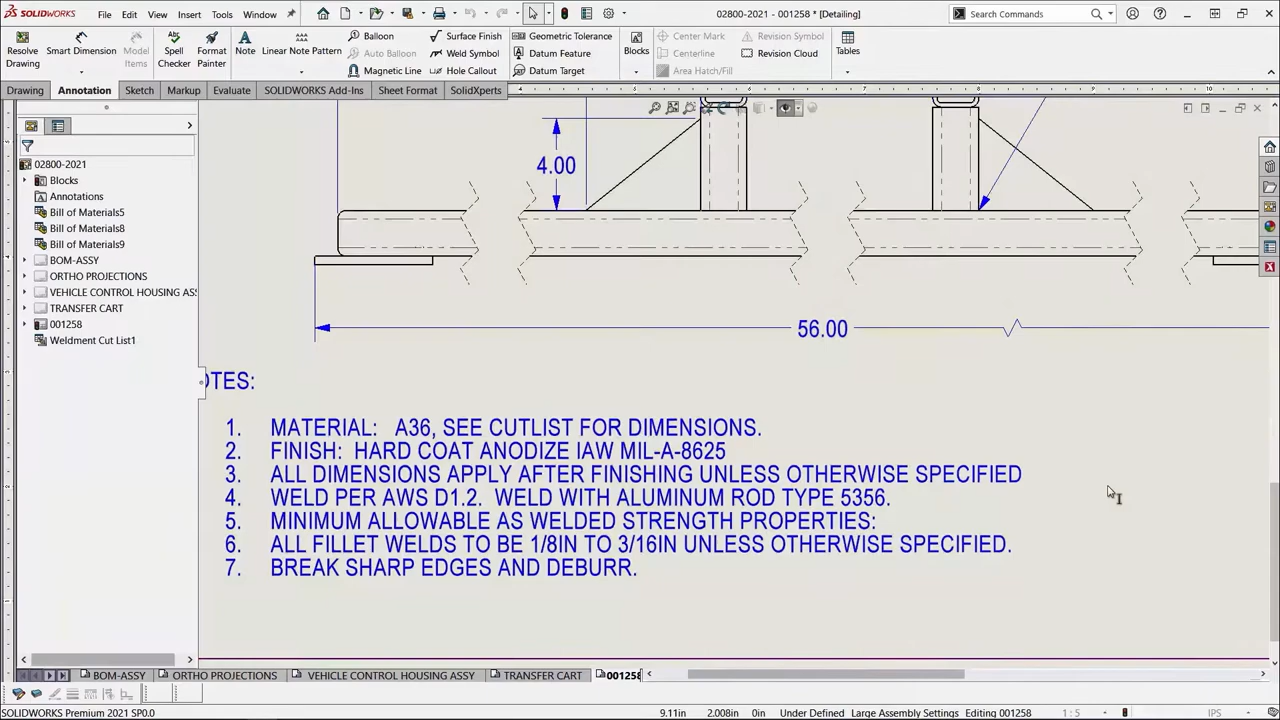 SOLIDWORKS File Edit View Insert Tools Window 02800-2021 - 001258 * [Detailing] Search Commands
Resolve Drawing Smart Dimension Model Items Spell Checker Format Painter Note Linear Note Pattern Balloon Auto Balloon Magnetic Line Surface Finish Weld Symbol Hole Callout Geometric Tolerance Datum Feature Datum Target Blocks Center Mark Centerline Area Hatch/Fill Revision Symbol Revision Cloud Tables
Drawing Annotation Sketch Markup Evaluate SOLIDWORKS Add-Ins Sheet Format SolidXperts
4 6 8 9 10
02800-2021
Blocks
Annotations
Bill of Materials5
Bill of Materials8
Bill of Materials9
BOM-ASSY
ORTHO PROJECTIONS
VEHICLE CONTROL HOUSING ASS
TRANSFER CART
001258
Weldment Cut List1
4.00
56.00
OTES:
1. MATERIAL: A36, SEE CUTLIST FOR DIMENSIONS.
2. FINISH: HARD COAT ANODIZE IAW MIL-A-8625
3. ALL DIMENSIONS APPLY AFTER FINISHING UNLESS OTHERWISE SPECIFIED
4. WELD PER AWS D1.2. WELD WITH ALUMINUM ROD TYPE 5356.
5. MINIMUM ALLOWABLE AS WELDED STRENGTH PROPERTIES:
6. ALL FILLET WELDS TO BE 1/8IN TO 3/16IN UNLESS OTHERWISE SPECIFIED.
7. BREAK SHARP EDGES AND DEBURR.
BOM-ASSY ORTHO PROJECTIONS VEHICLE CONTROL HOUSING ASSY TRANSFER CART 001258
SOLIDWORKS Premium 2021 SP0.0 9.11in 2.008in 0in Under Defined Large Assembly Settings Editing 001258 1 : 5 IPS